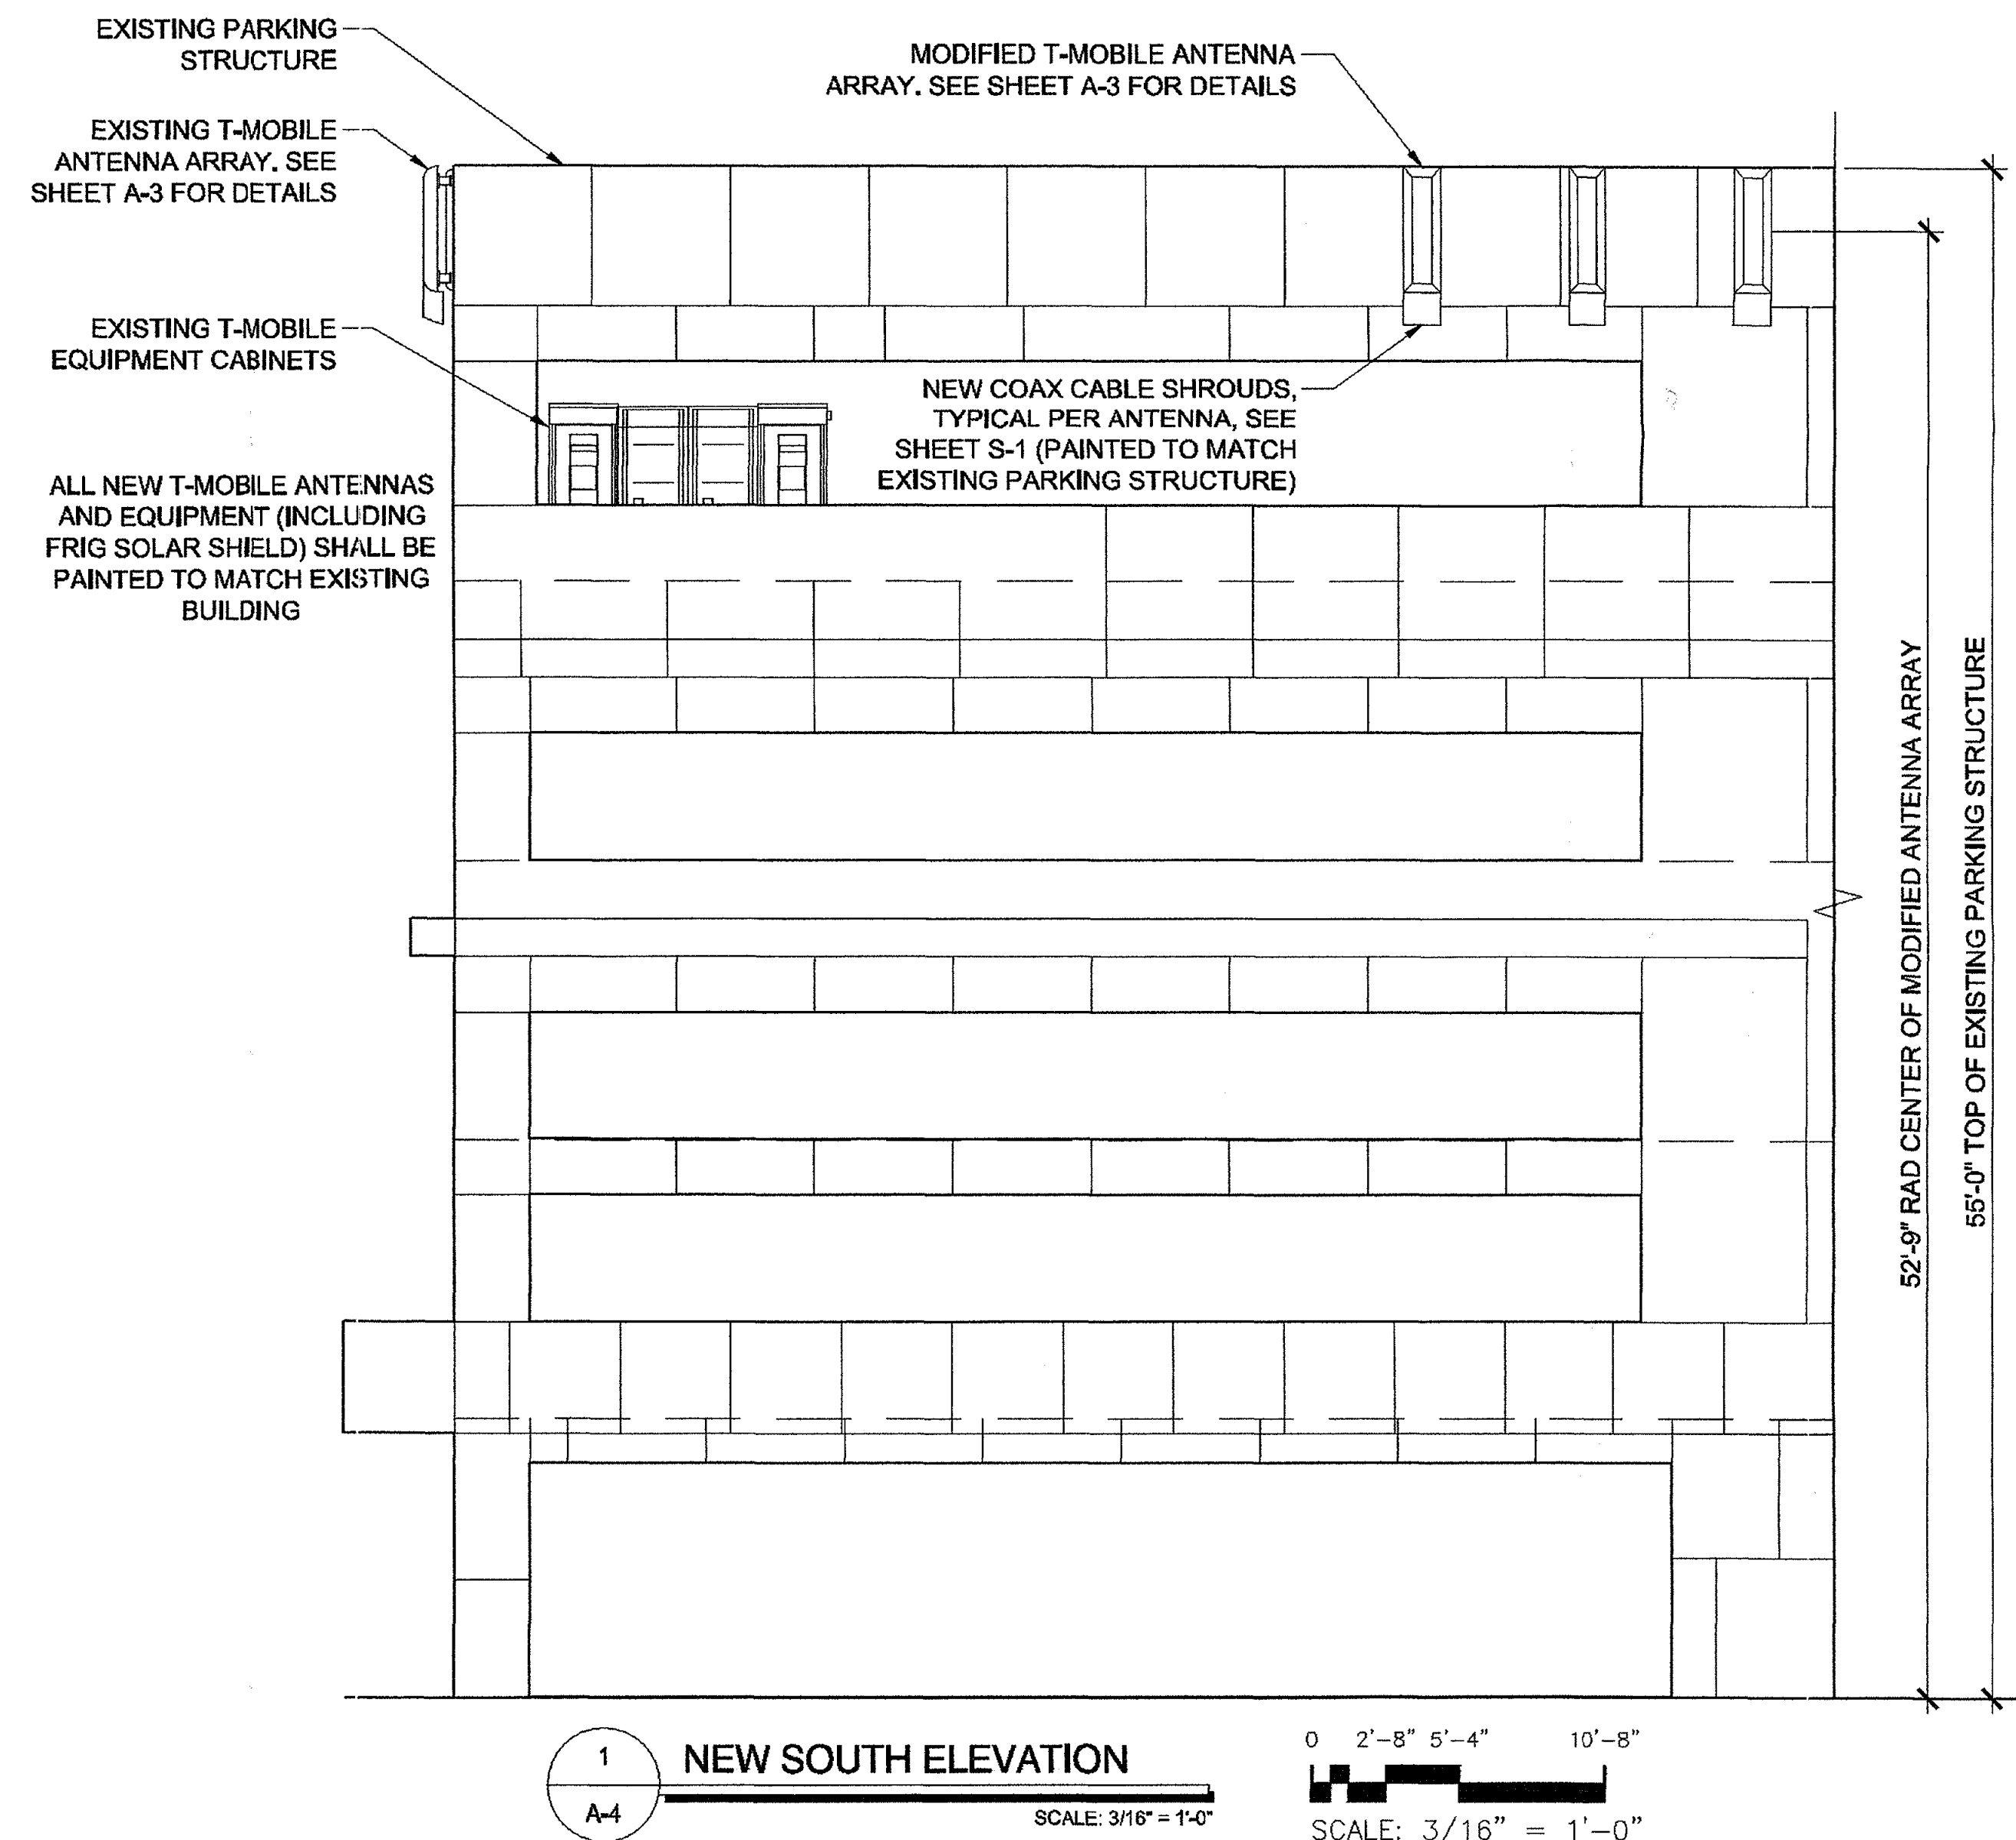 EXISTING PARKING
STRUCTURE
MODIFIED T-MOBILE ANTENNA
ARRAY. SEE SHEET A-3 FOR DETAILS
EXISTING T-MOBILE
ANTENNA ARRAY. SEE
SHEET A-3 FOR DETAILS
EXISTING T-MOBILE
EQUIPMENT CABINETS
NEW COAX CABLE SHROUDS,
TYPICAL PER ANTENNA, SEE
SHEET S-1 (PAINTED TO MATCH
EXISTING PARKING STRUCTURE)
ALL NEW T-MOBILE ANTENNAS
AND EQUIPMENT (INCLUDING
FRIG SOLAR SHIELD) SHALL BE
PAINTED TO MATCH EXISTING
BUILDING
52'-9" RAD CENTER OF MODIFIED ANTENNA ARRAY
55'-0" TOP OF EXISTING PARKING STRUCTURE
1
A-4
NEW SOUTH ELEVATION
SCALE: 3/16" = 1'-0"
0 2'-8" 5'-4" 10'-8"
SCALE: 3/16" = 1'-0"